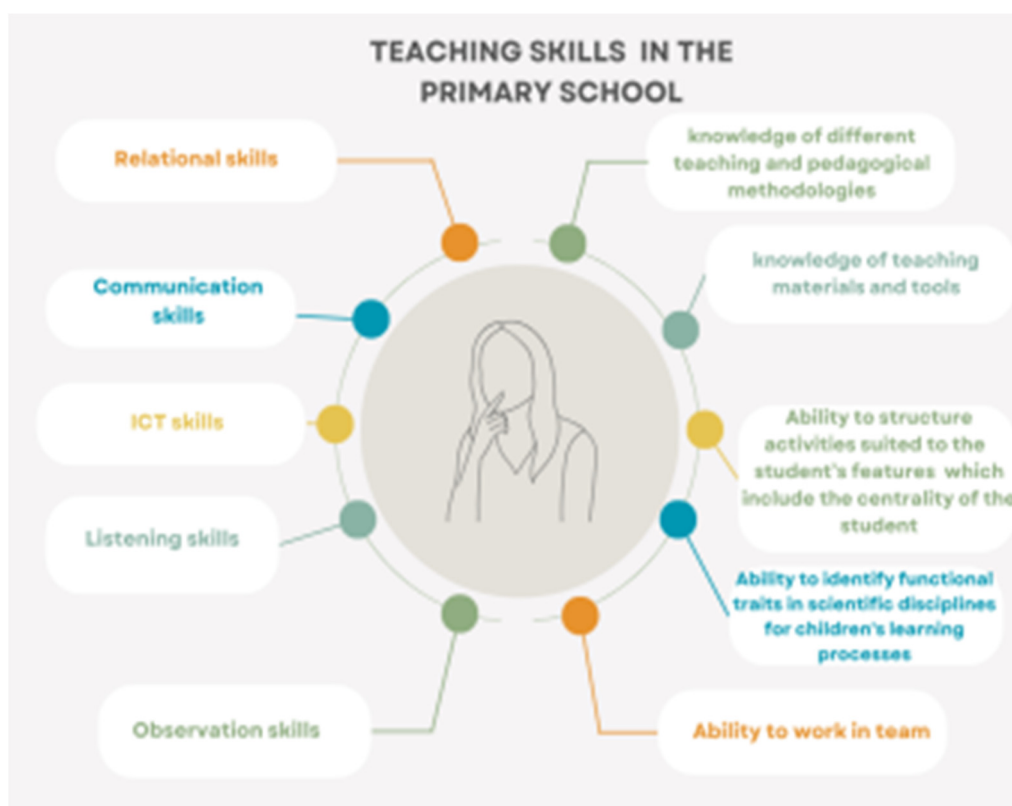 TEACHING SKILLS IN THE
PRIMARY SCHOOL
Relational skills
Communication
skills
ICT skills
Listening skills
Observation skills
knowledge of different
teaching and pedagogical
methodologies
knowledge of teaching
materials and tools
Ability to structure
activities suited to the
student's features which
include the centrality of the
student
Ability to identify functional
traits in scientific disciplines
for children's learning
processes
Ability to work in team